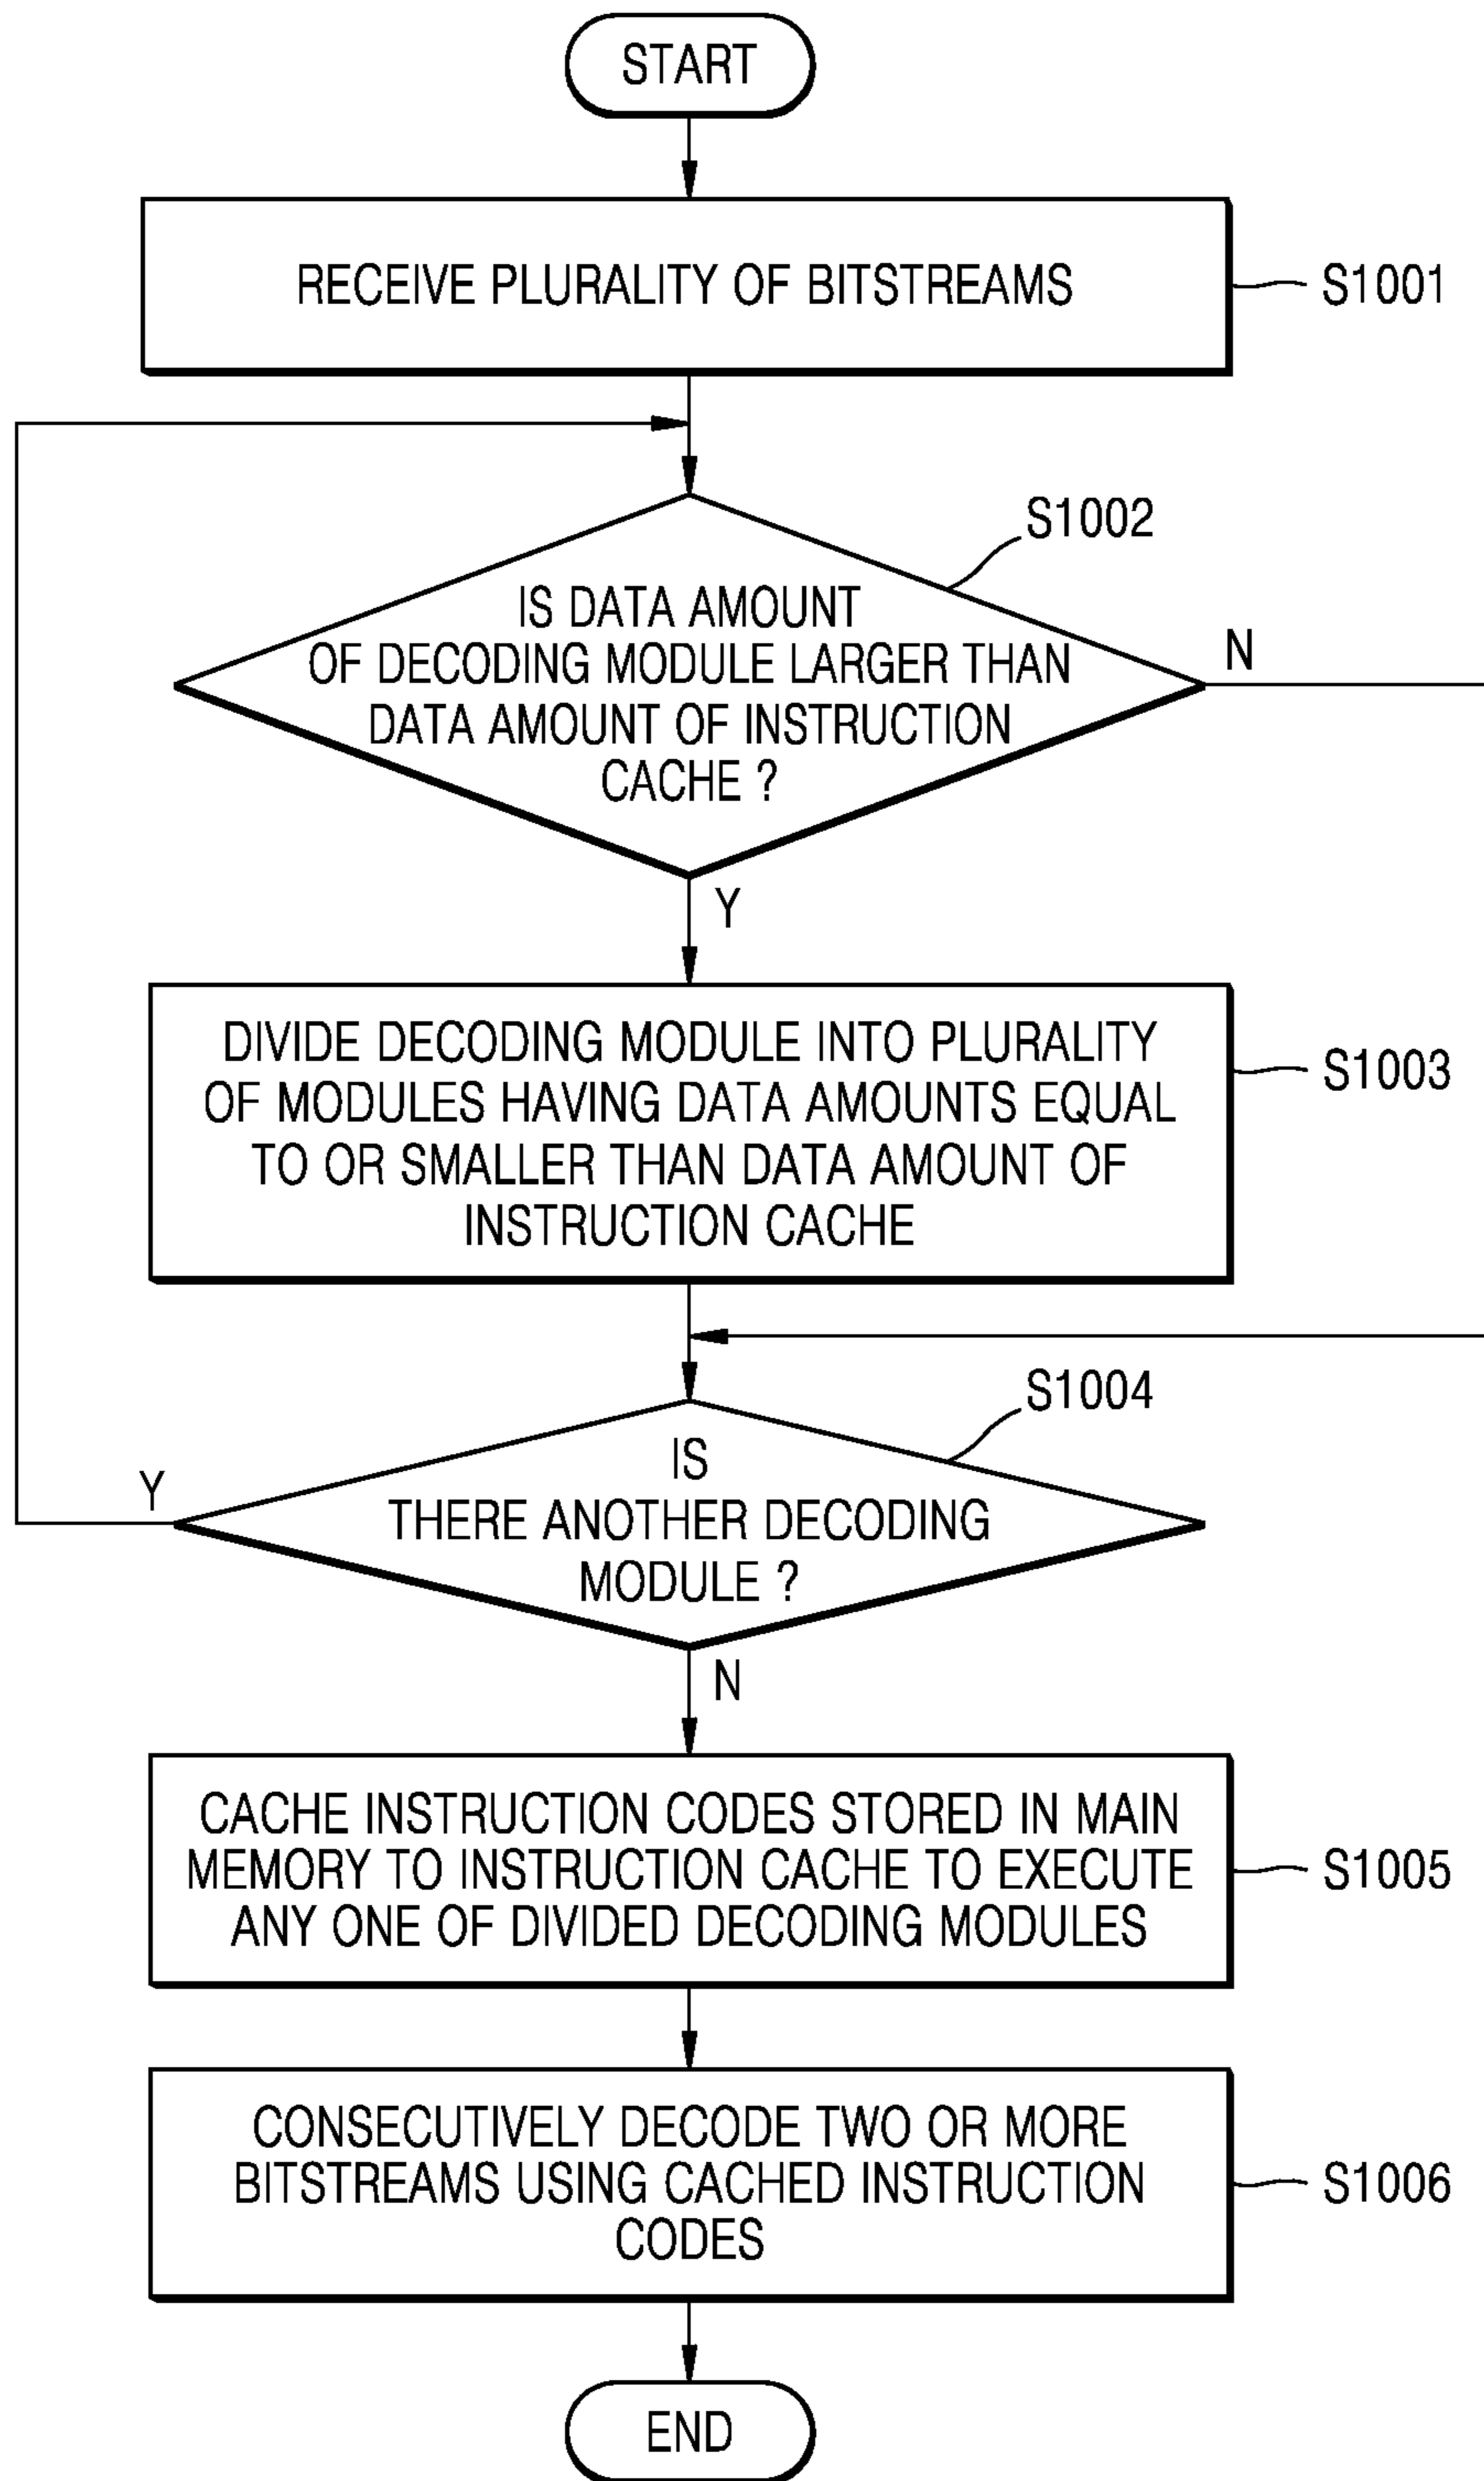 START
RECEIVE PLURALITY OF BITSTREAMS
S1001
S1002
IS DATA AMOUNT
OF DECODING MODULE LARGER THAN
DATA AMOUNT OF INSTRUCTION
CACHE ?
N
Y
DIVIDE DECODING MODULE INTO PLURALITY
OF MODULES HAVING DATA AMOUNTS EQUAL
TO OR SMALLER THAN DATA AMOUNT OF
INSTRUCTION CACHE
S1003
S1004
IS
THERE ANOTHER DECODING
MODULE ?
Y
N
CACHE INSTRUCTION CODES STORED IN MAIN
MEMORY TO INSTRUCTION CACHE TO EXECUTE
ANY ONE OF DIVIDED DECODING MODULES
S1005
CONSECUTIVELY DECODE TWO OR MORE
BITSTREAMS USING CACHED INSTRUCTION
CODES
S1006
END